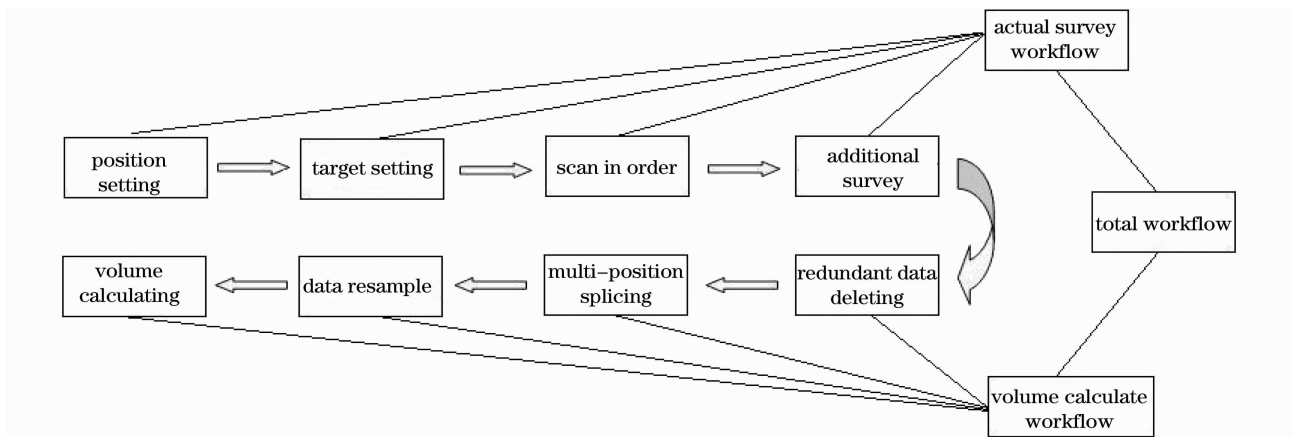 actual survey
workflow
position
setting
target setting
scan in order
additional
survey
total workflow
volume
calculating
data resample
multi-position
splicing
redundant data
deleting
volume calculate
workflow